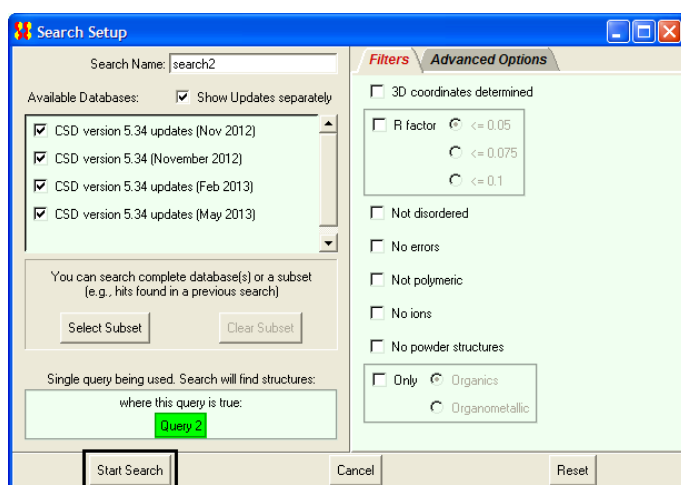 Search Setup
Search Name: search2
Available Databases: Show Updates separately
CSD version 5.34 updates (Nov 2012)
CSD version 5.34 (November 2012)
CSD version 5.34 updates (Feb 2013)
CSD version 5.34 updates (May 2013)
You can search complete database(s) or a subset
(e.g., hits found in a previous search)
Select Subset Clear Subset
Single query being used. Search will find structures:
where this query is true:
Query 2
Filters Advanced Options
3D coordinates determined
R factor <= 0.05
<= 0.075
<= 0.1
Not disordered
No errors
Not polymeric
No ions
No powder structures
Only Organics
Organometallic
Start Search Cancel Reset